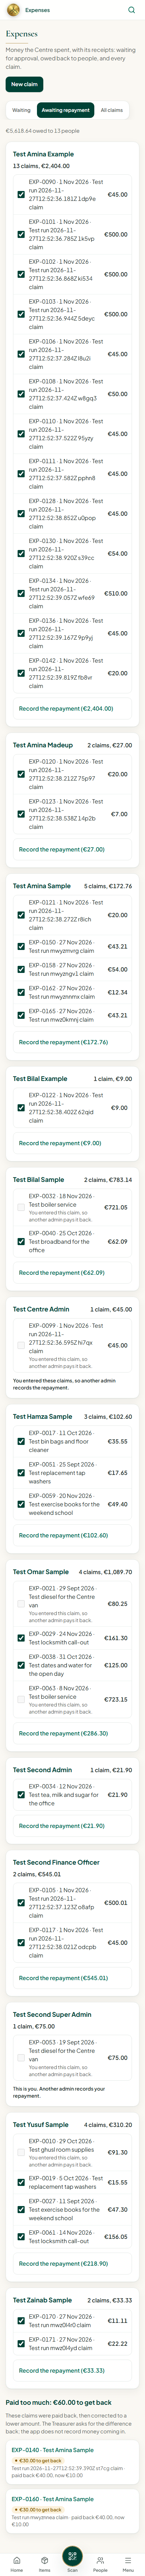 Expenses
Expenses
Money the Centre spent, with its receipts: waiting
for approval, owed back to people, and every
claim.
New claim
Waiting
Awaiting repayment
All claims
€5,618.64 owed to 13 people
Test Amina Example
13 claims, €2,404.00
EXP-0090 · 1 Nov 2026 · Test
run 2026-11-
27T12:52:36.181Z 1dp9e
claim
€45.00
EXP-0101 · 1 Nov 2026 ·
Test run 2026-11-
27T12:52:36.785Z 1k5vp
claim
€500.00
EXP-0102 · 1 Nov 2026 ·
Test run 2026-11-
27T12:52:36.868Z ki534
claim
€500.00
EXP-0103 · 1 Nov 2026 ·
Test run 2026-11-
27T12:52:36.944Z 5deyc
claim
€500.00
EXP-0106 · 1 Nov 2026 · Test
run 2026-11-
27T12:52:37.284Z l8u2i
claim
€45.00
EXP-0108 · 1 Nov 2026 ·
Test run 2026-11-
27T12:52:37.424Z w8gq3
claim
€50.00
EXP-0110 · 1 Nov 2026 · Test
run 2026-11-
27T12:52:37.522Z 95yzy
claim
€45.00
EXP-0111 · 1 Nov 2026 · Test
run 2026-11-
27T12:52:37.582Z pphn8
claim
€45.00
EXP-0128 · 1 Nov 2026 · Test
run 2026-11-
27T12:52:38.852Z u0pop
claim
€45.00
EXP-0130 · 1 Nov 2026 ·
Test run 2026-11-
27T12:52:38.920Z s39cc
claim
€54.00
EXP-0134 · 1 Nov 2026 ·
Test run 2026-11-
27T12:52:39.057Z wfe69
claim
€510.00
EXP-0136 · 1 Nov 2026 · Test
run 2026-11-
27T12:52:39.167Z 9p9yj
claim
€45.00
EXP-0142 · 1 Nov 2026 · Test
run 2026-11-
27T12:52:39.819Z fb8vr
claim
€20.00
Record the repayment (€2,404.00)
Test Amina Madeup
2 claims, €27.00
EXP-0120 · 1 Nov 2026 · Test
run 2026-11-
27T12:52:38.212Z 75p97
claim
€20.00
EXP-0123 · 1 Nov 2026 · Test
run 2026-11-
27T12:52:38.538Z 14p2b
claim
€7.00
Record the repayment (€27.00)
Test Amina Sample
5 claims, €172.76
EXP-0121 · 1 Nov 2026 · Test
run 2026-11-
27T12:52:38.272Z r8ich
claim
€20.00
EXP-0150 · 27 Nov 2026 ·
Test run mwyzmvrg claim
€43.21
EXP-0158 · 27 Nov 2026 ·
Test run mwyzngv1 claim
€54.00
EXP-0162 · 27 Nov 2026 ·
Test run mwyznnmx claim
€12.34
EXP-0165 · 27 Nov 2026 ·
Test run mwz0kmnj claim
€43.21
Record the repayment (€172.76)
Test Bilal Example
1 claim, €9.00
EXP-0122 · 1 Nov 2026 · Test
run 2026-11-
27T12:52:38.402Z 62qid
claim
€9.00
Record the repayment (€9.00)
Test Bilal Sample
2 claims, €783.14
EXP-0032 · 18 Nov 2026 ·
Test boiler service
You entered this claim, so
another admin pays it back.
€721.05
EXP-0040 · 25 Oct 2026 ·
Test broadband for the
office
€62.09
Record the repayment (€62.09)
Test Centre Admin
1 claim, €45.00
EXP-0099 · 1 Nov 2026 · Test
run 2026-11-
27T12:52:36.595Z hi7qx
claim
You entered this claim, so
another admin pays it back.
€45.00
You entered these claims, so another admin
records the repayment.
Test Hamza Sample
3 claims, €102.60
EXP-0017 · 11 Oct 2026 ·
Test bin bags and floor
cleaner
€35.55
EXP-0051 · 25 Sept 2026 ·
Test replacement tap
washers
€17.65
EXP-0059 · 20 Nov 2026 ·
Test exercise books for the
weekend school
€49.40
Record the repayment (€102.60)
Test Omar Sample
4 claims, €1,089.70
EXP-0021 · 29 Sept 2026 ·
Test diesel for the Centre
van
You entered this claim, so
another admin pays it back.
€80.25
EXP-0029 · 24 Nov 2026 ·
Test locksmith call-out
€161.30
EXP-0038 · 31 Oct 2026 ·
Test dates and water for
the open day
€125.00
EXP-0063 · 8 Nov 2026 ·
Test boiler service
You entered this claim, so
another admin pays it back.
€723.15
Record the repayment (€286.30)
Test Second Admin
1 claim, €21.90
EXP-0034 · 12 Nov 2026 ·
Test tea, milk and sugar for
the office
€21.90
Record the repayment (€21.90)
Test Second Finance Officer
2 claims, €545.01
EXP-0105 · 1 Nov 2026 ·
Test run 2026-11-
27T12:52:37.123Z o8afp
claim
€500.01
EXP-0117 · 1 Nov 2026 · Test
run 2026-11-
27T12:52:38.021Z odcpb
claim
€45.00
Record the repayment (€545.01)
Test Second Super Admin
1 claim, €75.00
EXP-0053 · 19 Sept 2026 ·
Test diesel for the Centre
van
You entered this claim, so
another admin pays it back.
€75.00
This is you. Another admin records your
repayment.
Test Yusuf Sample
4 claims, €310.20
EXP-0010 · 29 Oct 2026 ·
Test ghusl room supplies
You entered this claim, so
another admin pays it back.
€91.30
EXP-0019 · 5 Oct 2026 · Test
replacement tap washers
€15.55
EXP-0027 · 11 Sept 2026 ·
Test exercise books for the
weekend school
€47.30
EXP-0061 · 14 Nov 2026 ·
Test locksmith call-out
€156.05
Record the repayment (€218.90)
Test Zainab Sample
2 claims, €33.33
EXP-0170 · 27 Nov 2026 ·
Test run mwz0l4r0 claim
€11.11
EXP-0171 · 27 Nov 2026 ·
Test run mwz0l4yd claim
€22.22
Record the repayment (€33.33)
Paid too much: €60.00 to get back
These claims were paid back, then corrected to a
lower amount. The Treasurer asks for the
difference back: the app does not record money coming in.
EXP-0140 · Test Amina Sample
€30.00 to get back
Test run 2026-11-27T12:52:39.590Z st7cg claim ·
paid back €40.00, now €10.00
EXP-0160 · Test Amina Sample
€30.00 to get back
Test run mwyznnea claim · paid back €40.00, now
€10.00
Home
Items
Scan
People
Menu